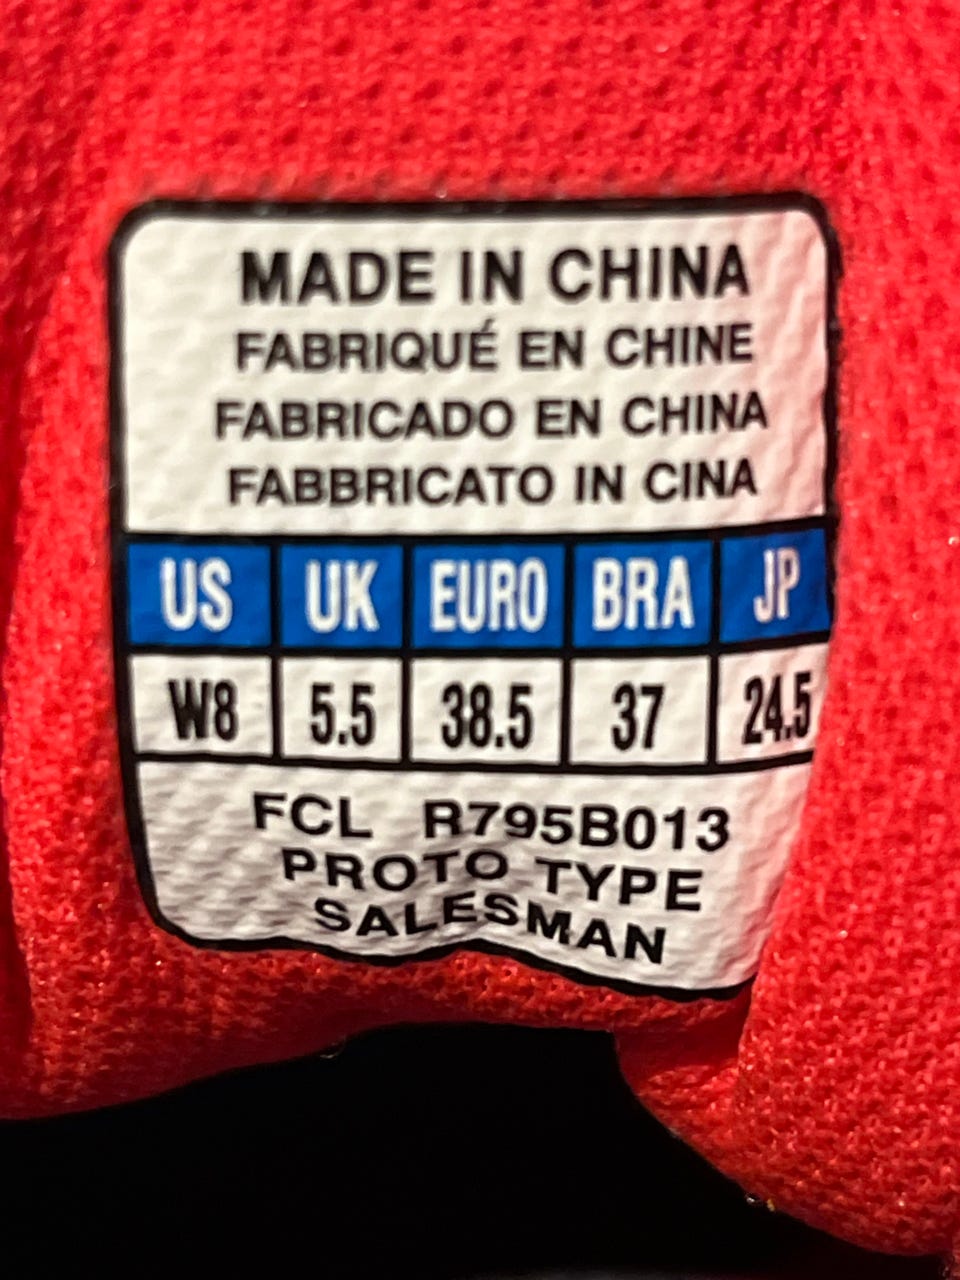 MADE IN CHINA
FABRIQUÉ EN CHINE
FABRICADO EN CHINA
FABBRICATO IN CINA
US UK EURO BRA JP
W8 5.5 38.5 37 24.5
FCL R795B013
PROTO TYPE
SALESMAN